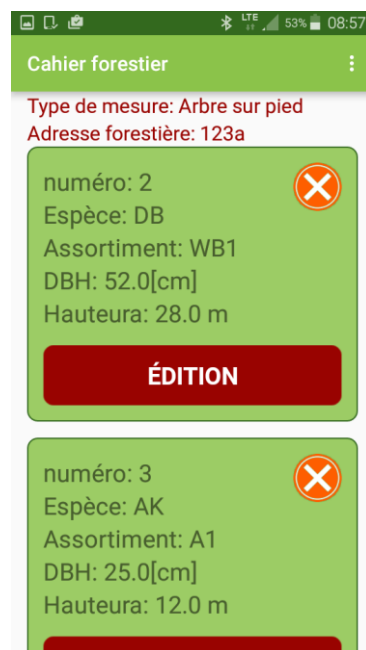 LTE 53% 08:57
Cahier forestier
Type de mesure: Arbre sur pied
Adresse forestière: 123a
numéro: 2
Espèce: DB
Assortiment: WB1
DBH: 52.0[cm]
Hauteura: 28.0 m
ÉDITION
numéro: 3
Espèce: AK
Assortiment: A1
DBH: 25.0[cm]
Hauteura: 12.0 m